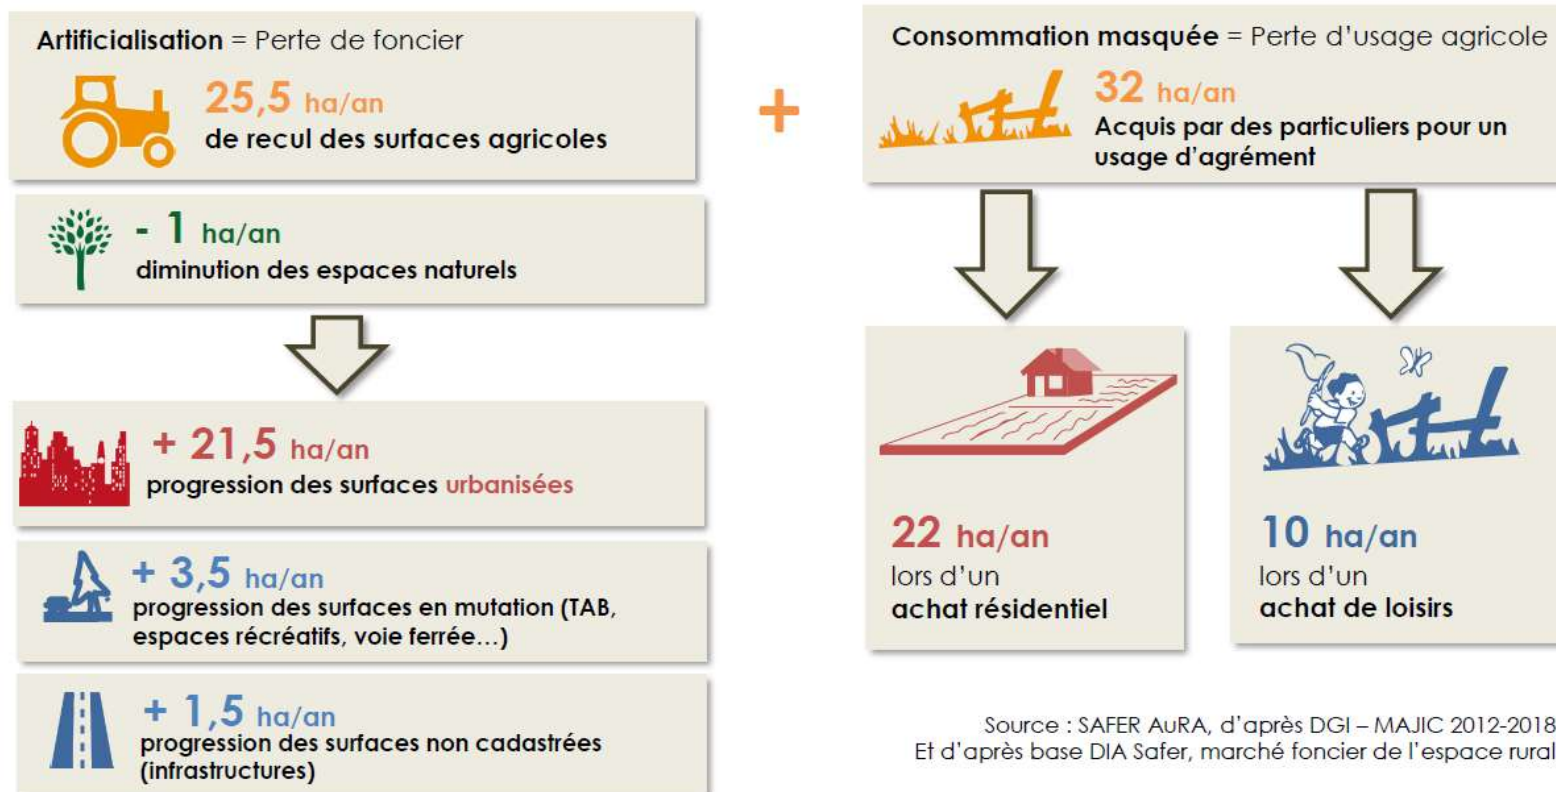 Artificialisation = Perte de foncier
25,5 ha/an
de recul des surfaces agricoles
- 1 ha/an
diminution des espaces naturels
+ 21,5 ha/an
progression des surfaces urbanisées
+ 3,5 ha/an
progression des surfaces en mutation (TAB,
espaces récréatifs, voie ferrée…)
+ 1,5 ha/an
progression des surfaces non cadastrées
(infrastructures)
+
Consommation masquée = Perte d'usage agricole
32 ha/an
Acquis par des particuliers pour un
usage d'agrément
22 ha/an
lors d'un
achat résidentiel
10 ha/an
lors d'un
achat de loisirs
Source : SAFER AuRA, d'après DGI – MAJIC 2012-2018
Et d'après base DIA Safer, marché foncier de l'espace rural